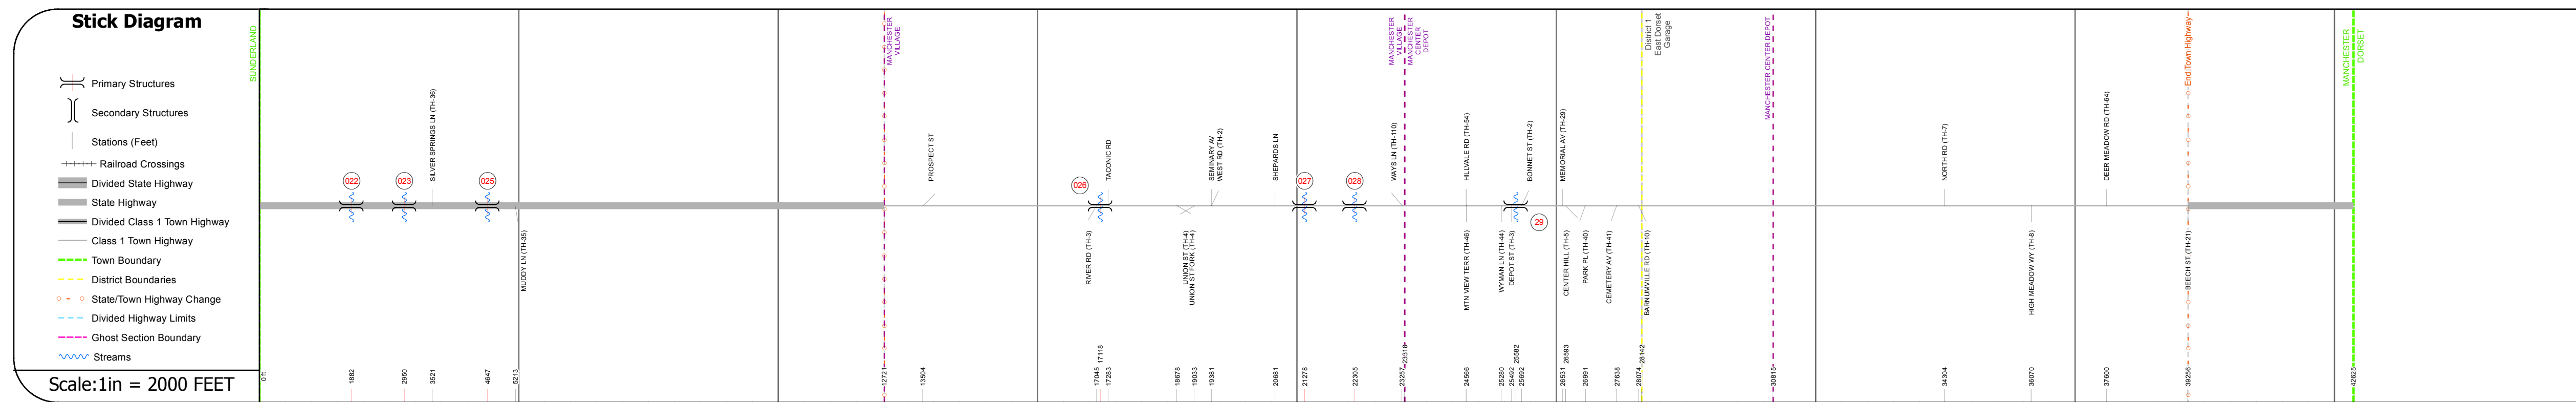 Stick Diagram
Primary Structures
Secondary Structures
Stations (Feet)
Railroad Crossings
Divided State Highway
State Highway
Divided Class 1 Town Highway
Class 1 Town Highway
Town Boundary
District Boundaries
State/Town Highway Change
Divided Highway Limits
Ghost Section Boundary
Streams
Scale:1in = 2000 FEET
SUNDERLAND
MANCHESTER
VILLAGE
MANCHESTER
VILLAGE
MANCHESTER
CENTER
DEPOT
District 1
East Dorset
Garage
MANCHESTER CENTER DEPOT
End Town Highway
MANCHESTER
DORSET
SILVER SPRINGS LN (TH-36)
PROSPECT ST
TACONIC RD
SEMINARY AV
WEST RD (TH-2)
SHEPARDS LN
WAYS LN (TH-110)
HILLVALE RD (TH-54)
BONNET ST (TH-2)
MEMORIAL AV (TH-29)
NORTH RD (TH-7)
DEER MEADOW RD (TH-64)
022
023
025
026
027
028
29
MUDDY LN (TH-35)
RIVER RD (TH-3)
UNION ST (TH-4)
UNION ST FORK (TH-4)
MTN VIEW TERR (TH-46)
WYMAN LN (TH-44)
DEPOT ST (TH-3)
CENTER HILL (TH-5)
PARK PL (TH-40)
CEMETERY AV (TH-41)
BARNUMVILLE RD (TH-10)
HIGH MEADOW WY (TH-8)
BEECH ST (TH-21)
0 ft
1882
2950
3521
4647
5213
12721
13504
17045
17118
17283
18678
19033
19381
20681
21278
22305
23257
23318
24566
25280
25492
25582
25692
26531
26593
26991
27638
28074
28142
30815
34304
36070
37600
39256
42625